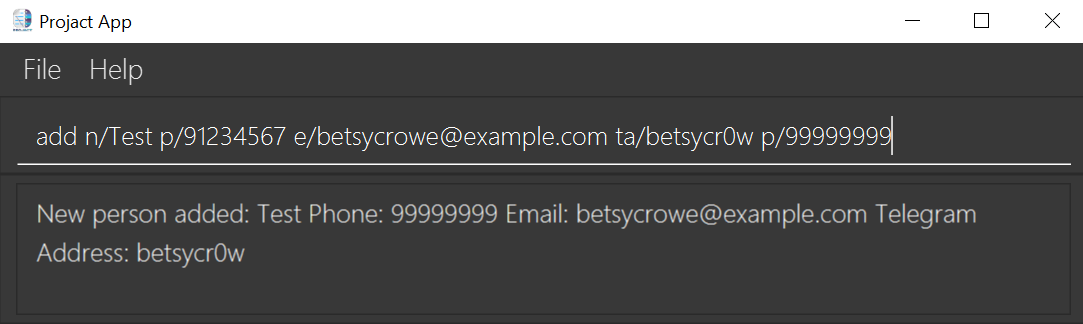 Projact App
File Help
add n/Test p/91234567 e/betsycrowe@example.com ta/betsycr0w p/99999999
New person added: Test Phone: 99999999 Email: betsycrowe@example.com Telegram
Address: betsycr0w